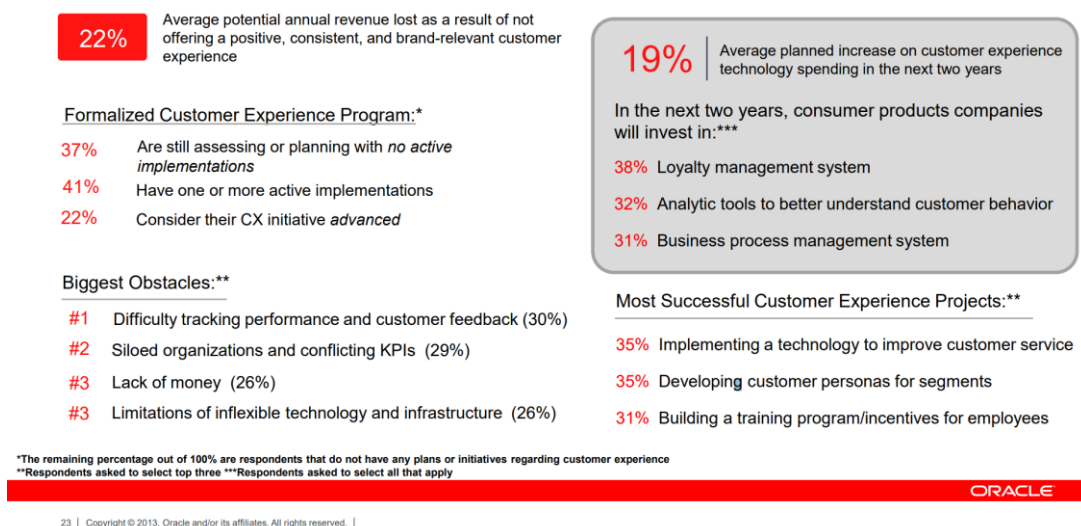 22%
Average potential annual revenue lost as a result of not
offering a positive, consistent, and brand-relevant customer
experience
Formalized Customer Experience Program:*
37% Are still assessing or planning with no active
implementations
41% Have one or more active implementations
22% Consider their CX initiative advanced
Biggest Obstacles:**
#1 Difficulty tracking performance and customer feedback (30%)
#2 Siloed organizations and conflicting KPIs (29%)
#3 Lack of money (26%)
#3 Limitations of inflexible technology and infrastructure (26%)
19%
Average planned increase on customer experience
technology spending in the next two years
In the next two years, consumer products companies
will invest in:***
38% Loyalty management system
32% Analytic tools to better understand customer behavior
31% Business process management system
Most Successful Customer Experience Projects:**
35% Implementing a technology to improve customer service
35% Developing customer personas for segments
31% Building a training program/incentives for employees
*The remaining percentage out of 100% are respondents that do not have any plans or initiatives regarding customer experience
**Respondents asked to select top three ***Respondents asked to select all that apply
ORACLE
23 | Copyright © 2013, Oracle and/or its affiliates. All rights reserved. |